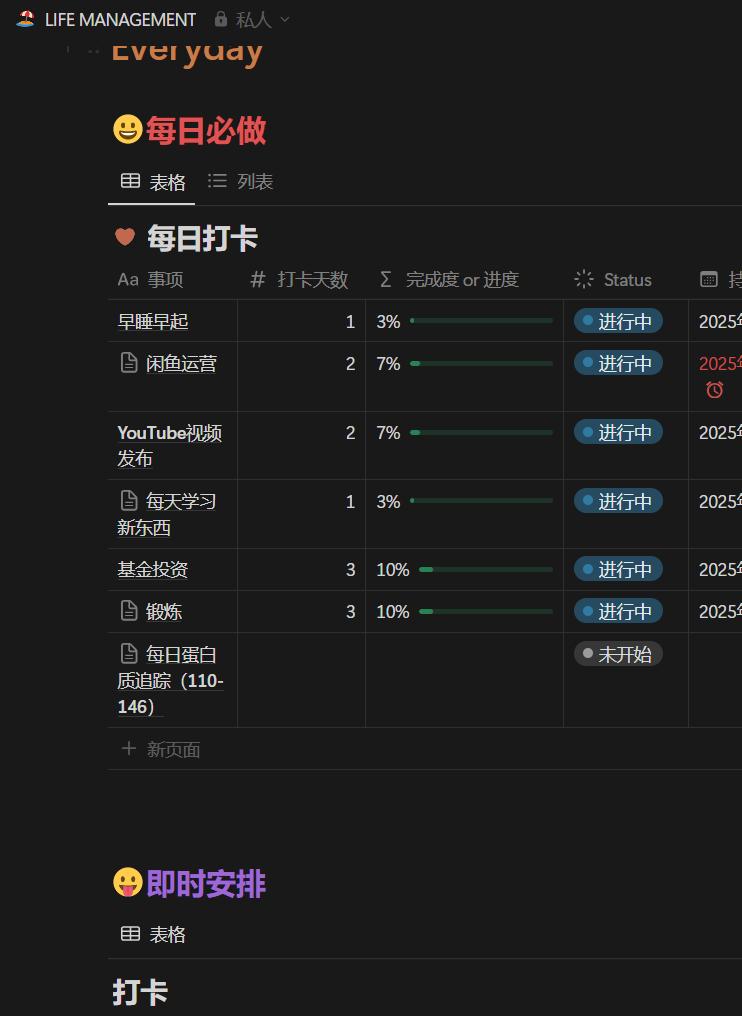 LIFE MANAGEMENT 私人
Everyday
每日必做
表格 列表
每日打卡
Aa 事项 # 打卡天数 Σ 完成度 or 进度 Status 持
早睡早起 1 3% 进行中 2025年
闲鱼运营 2 7% 进行中 2025年
YouTube视频 2 7% 进行中 2025年
发布
每天学习 1 3% 进行中 2025年
新东西
基金投资 3 10% 进行中 2025年
锻炼 3 10% 进行中 2025年
每日蛋白 未开始
质追踪（110-
146）
+ 新页面
即时安排
表格
打卡